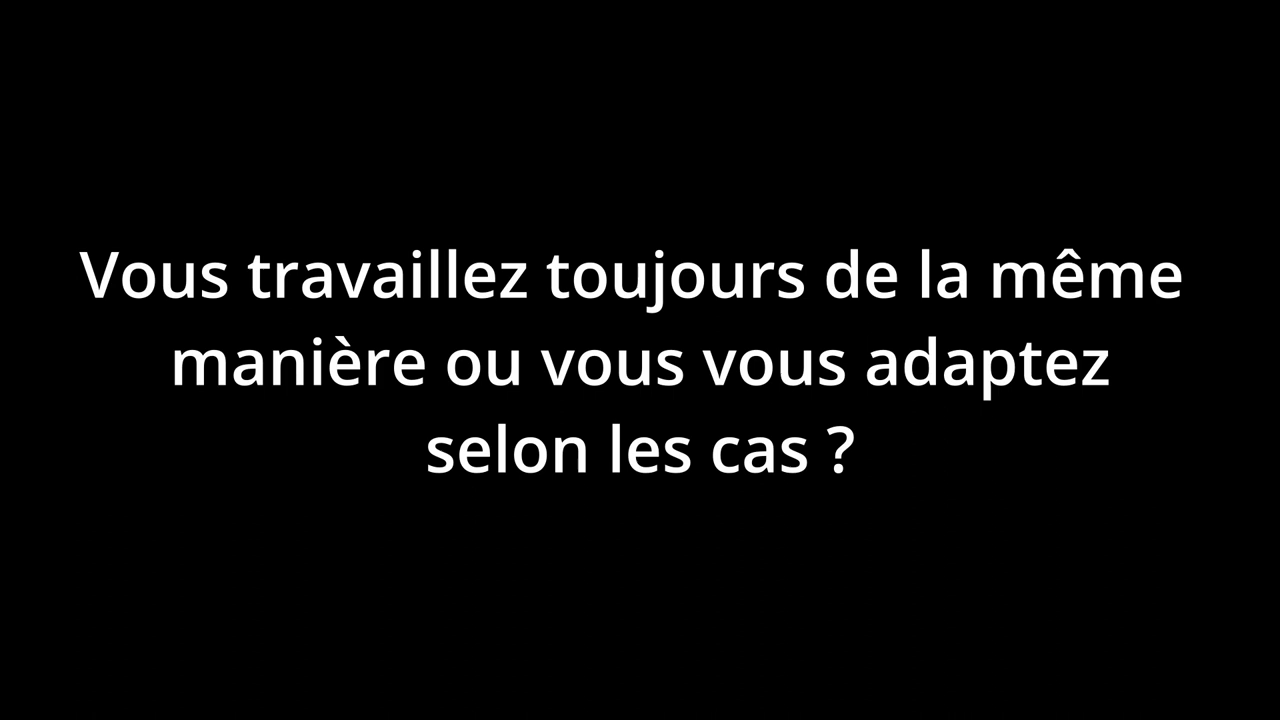 Vous travaillez toujours de la même
manière ou vous vous adaptez
selon les cas ?